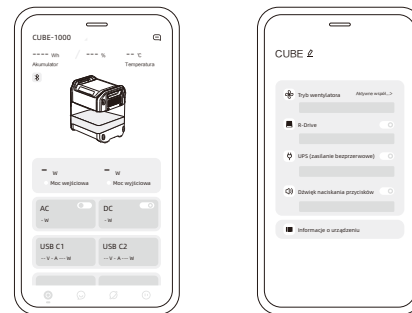 CUBE-1000
---- Wh / --- % -- °C
Akumulator Temperatura
– W – W
Moc wejściowa Moc wyjściowa
AC DC
-W -W
USB C1 USB C2
-- V - A --- W -- V - A --- W
CUBE
Tryb wentylatora Aktywne współ...>
R-Drive
UPS (zasilanie bezprzerwowe)
Dźwięk naciskania przycisków
Informacje o urządzeniu